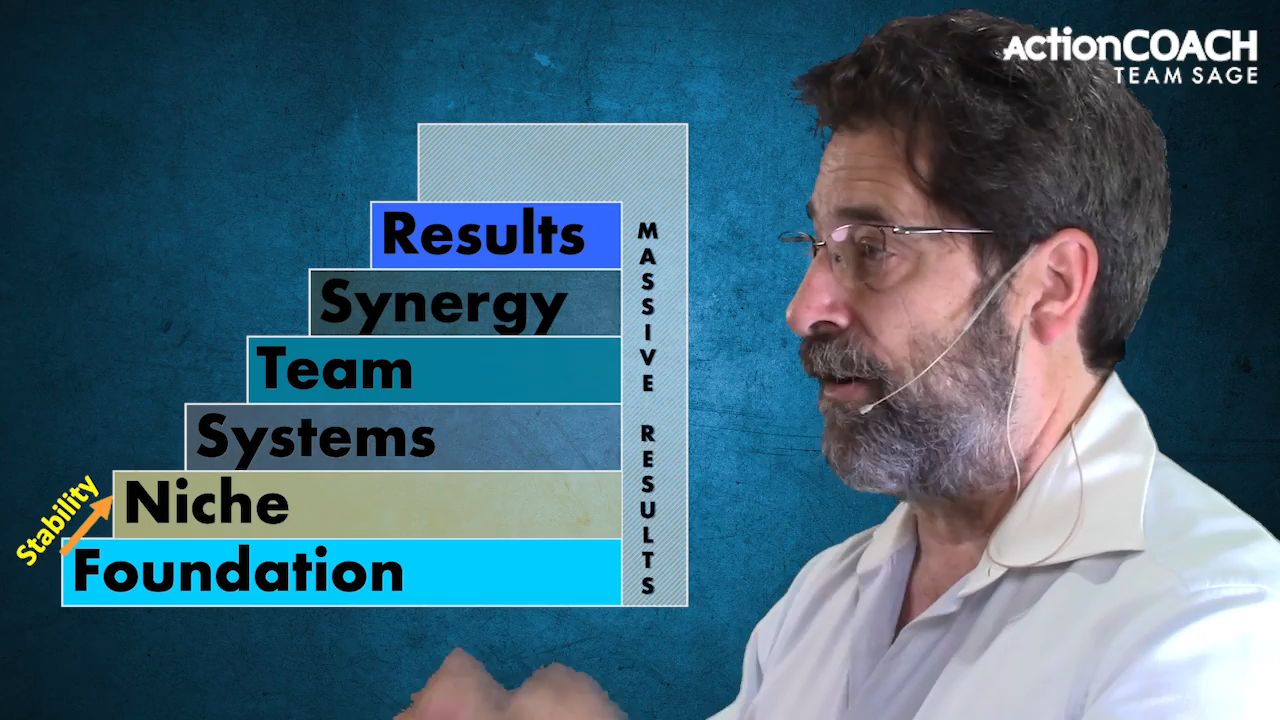 ActionCOACH
TEAM SAGE
Results
Synergy
Team
Systems
Niche
Foundation
Stability
MASSIVE RESULTS